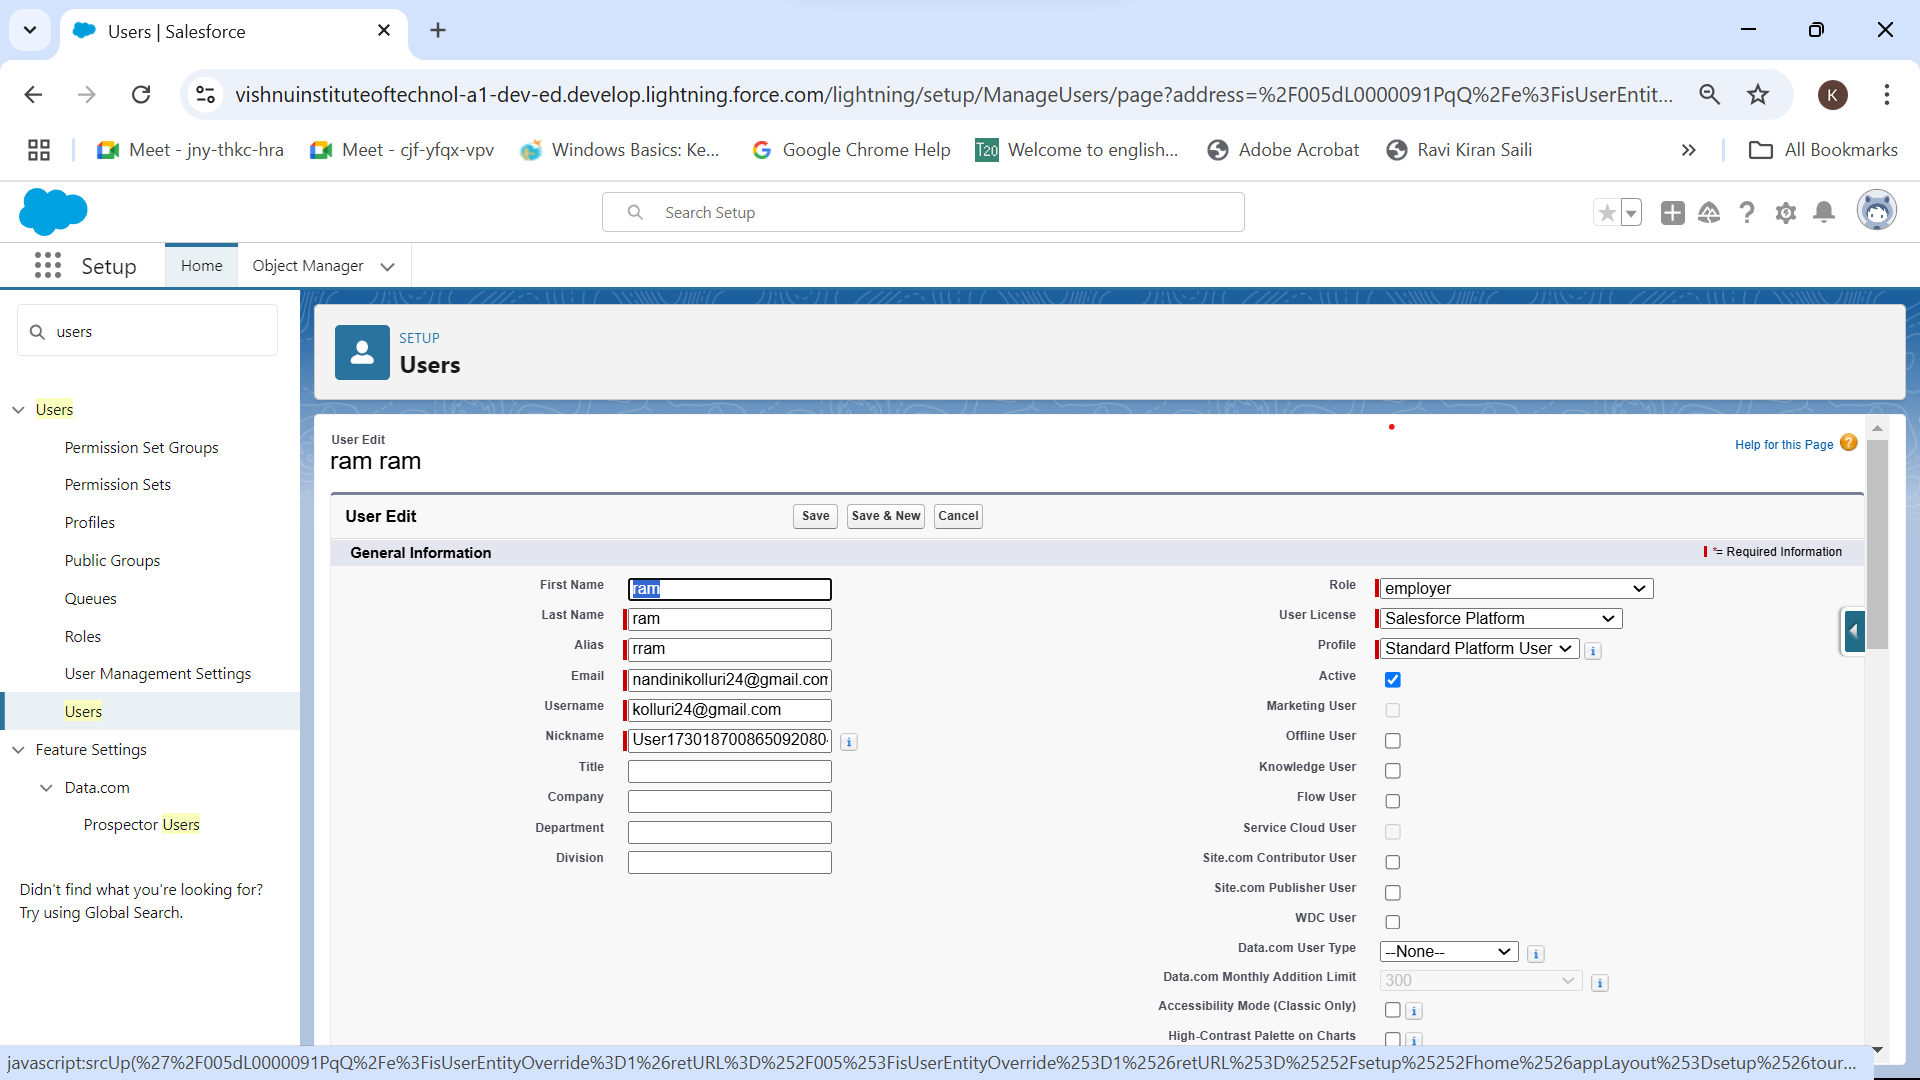 Users | Salesforce
vishnuinstituteoftechnol-a1-dev-ed.develop.lightning.force.com/lightning/setup/ManageUsers/page?address=%2F005dL0000091PqQ%2Fe%3FisUserEntit...
K
Meet - jny-thkc-hra
Meet - cjf-yfqx-vpv
Windows Basics: Ke...
Google Chrome Help
T20 Welcome to english...
Adobe Acrobat
Ravi Kiran Saili
»
All Bookmarks
Search Setup
Setup
Home
Object Manager
users
Users
Permission Set Groups
Permission Sets
Profiles
Public Groups
Queues
Roles
User Management Settings
Users
Feature Settings
Data.com
Prospector Users
Didn't find what you're looking for?
Try using Global Search.
SETUP
Users
User Edit
ram ram
Help for this Page
User Edit
Save
Save & New
Cancel
General Information
*= Required Information
First Name ram
Last Name ram
Alias rram
Email nandinikolluri24@gmail.com
Username kolluri24@gmail.com
Nickname User173018700865092080
Title
Company
Department
Division
Role employer
User License Salesforce Platform
Profile Standard Platform User
Active
Marketing User
Offline User
Knowledge User
Flow User
Service Cloud User
Site.com Contributor User
Site.com Publisher User
WDC User
Data.com User Type --None--
Data.com Monthly Addition Limit 300
Accessibility Mode (Classic Only)
High-Contrast Palette on Charts
javascript:srcUp(%27%2F005dL0000091PqQ%2Fe%3FisUserEntityOverride%3D1%26retURL%3D%252F005%253FisUserEntityOverride%253D1%2526retURL%253D%25252Fsetup%25252Fhome%2526appLayout%253Dsetup%2526tour...